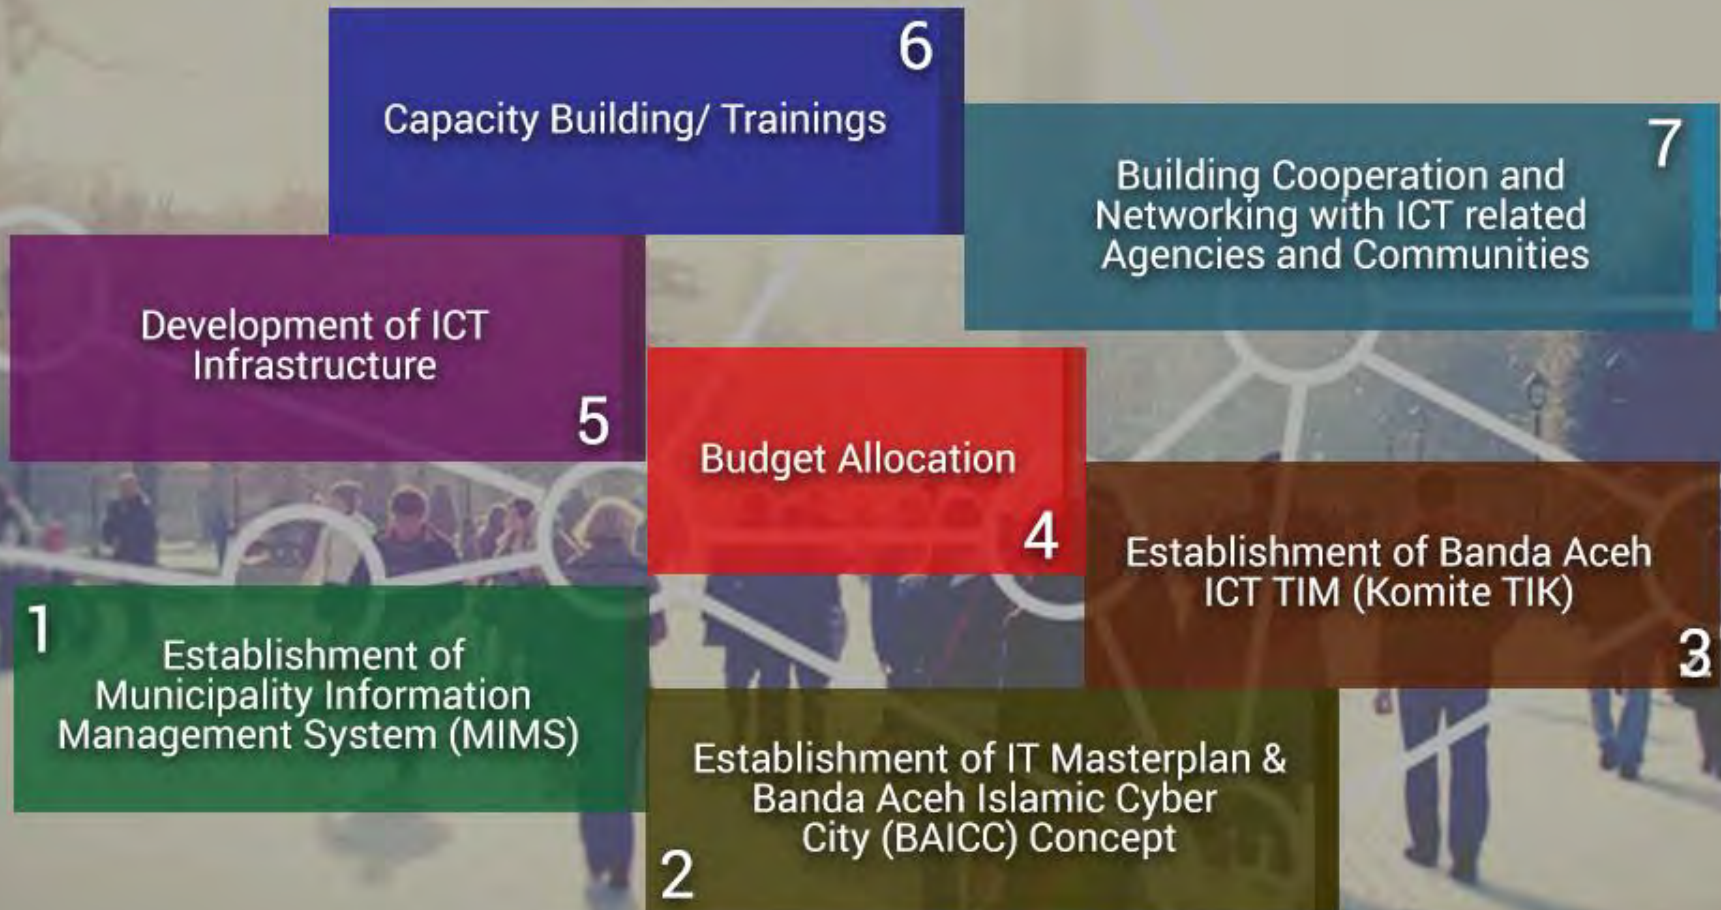 6
Capacity Building/ Trainings
7
Building Cooperation and
Networking with ICT related
Agencies and Communities
Development of ICT
Infrastructure
5
Budget Allocation
4
Establishment of Banda Aceh
ICT TIM (Komite TIK)
3
1
Establishment of
Municipality Information
Management System (MIMS)
Establishment of IT Masterplan &
Banda Aceh Islamic Cyber
City (BAICC) Concept
2